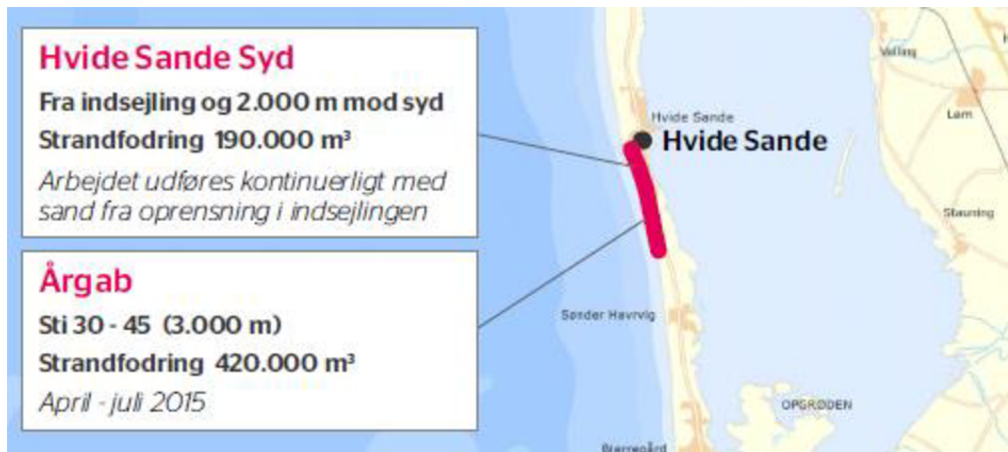 Hvide Sande Syd
Fra indsejling og 2.000 m mod syd
Strandfodring 190.000 m³
Arbejdet udføres kontinuerligt med
sand fra oprensning i indsejlingen
Årgab
Sti 30 - 45 (3.000 m)
Strandfodring 420.000 m³
April - juli 2015
Velling
Lem
Hvide Sande
Hvide Sande
Stauning
Sønder Havrvig
OPGRØDEN
Bjerregård